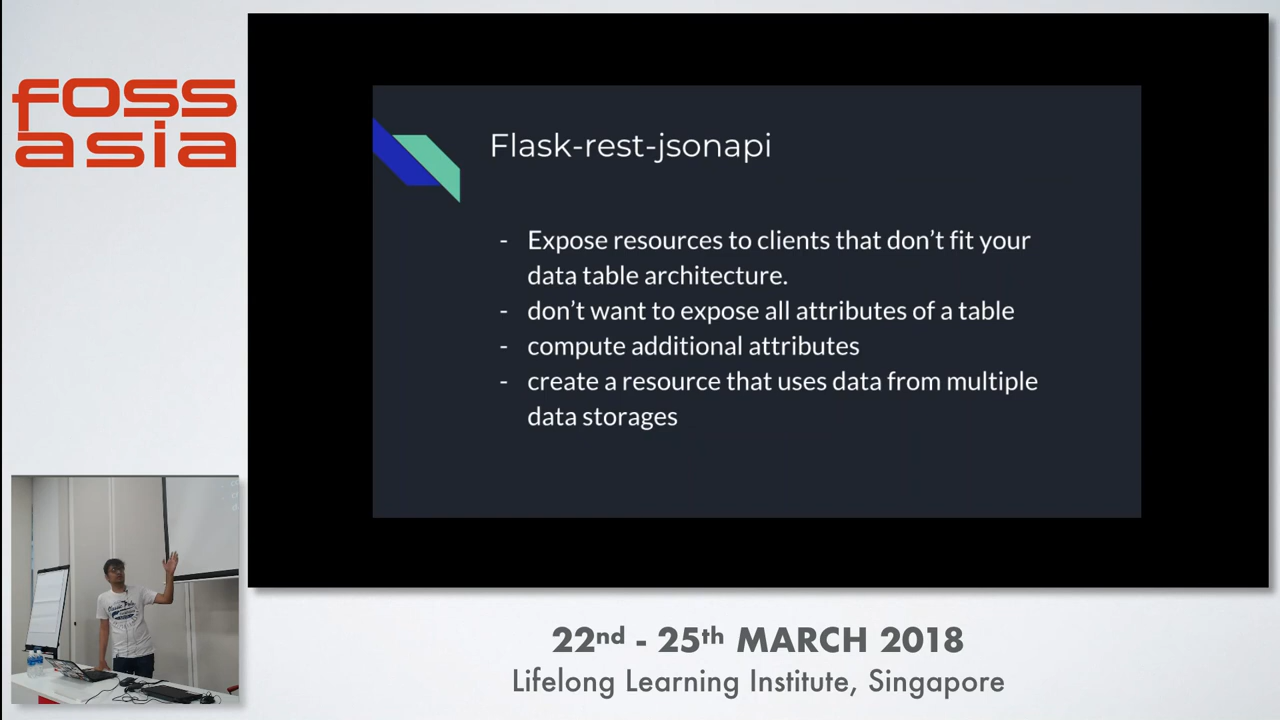 foss
asia
Flask-rest-jsonapi
- Expose resources to clients that don't fit your
data table architecture.
- don't want to expose all attributes of a table
- compute additional attributes
- create a resource that uses data from multiple
data storages
22nd - 25th MARCH 2018
Lifelong Learning Institute, Singapore